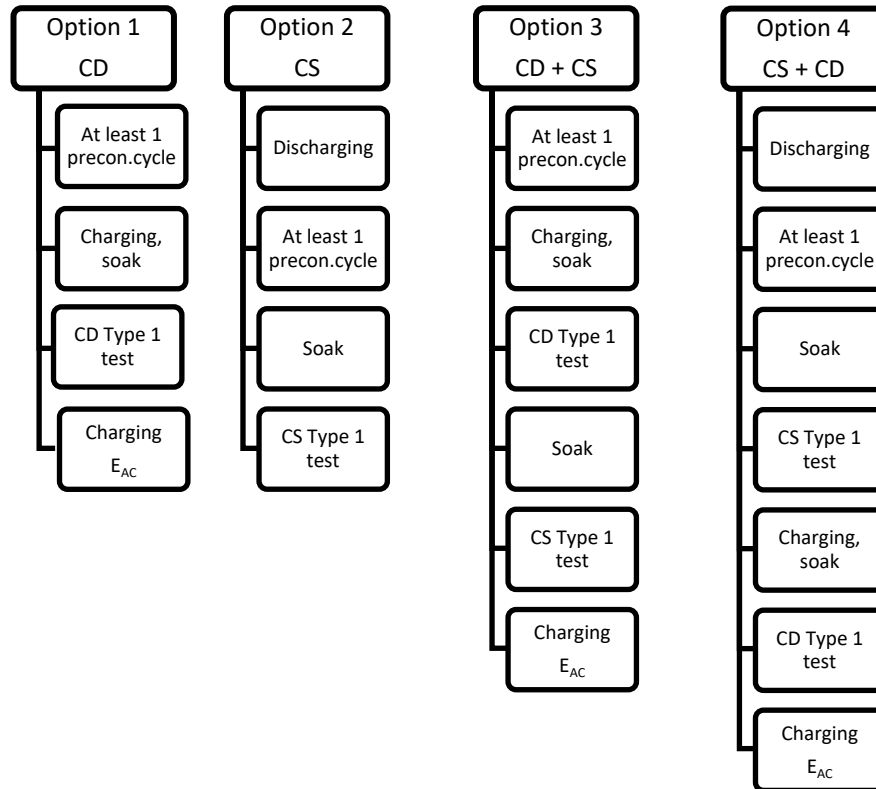 Option 1
CD
At least 1
precon.cycle
Charging,
soak
CD Type 1
test
Charging
E_AC
Option 2
CS
Discharging
At least 1
precon.cycle
Soak
CS Type 1
test
Option 3
CD + CS
At least 1
precon.cycle
Charging,
soak
CD Type 1
test
Soak
CS Type 1
test
Charging
E_AC
Option 4
CS + CD
Discharging
At least 1
precon.cycle
Soak
CS Type 1
test
Charging,
soak
CD Type 1
test
Charging
E_AC